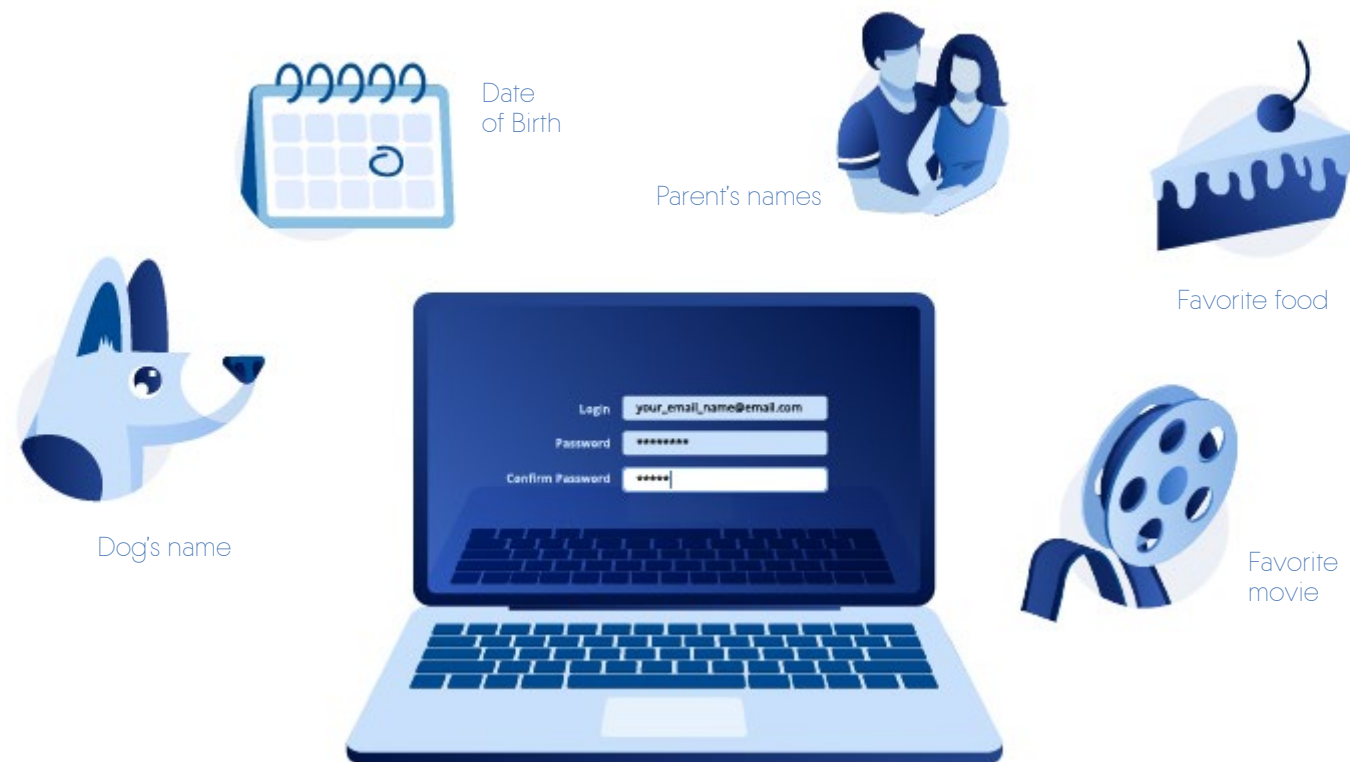 Date
of Birth
Parent's names
Favorite food
Dog's name
Login your_email_name@email.com
Password ********
Confirm Password *****
Favorite
movie